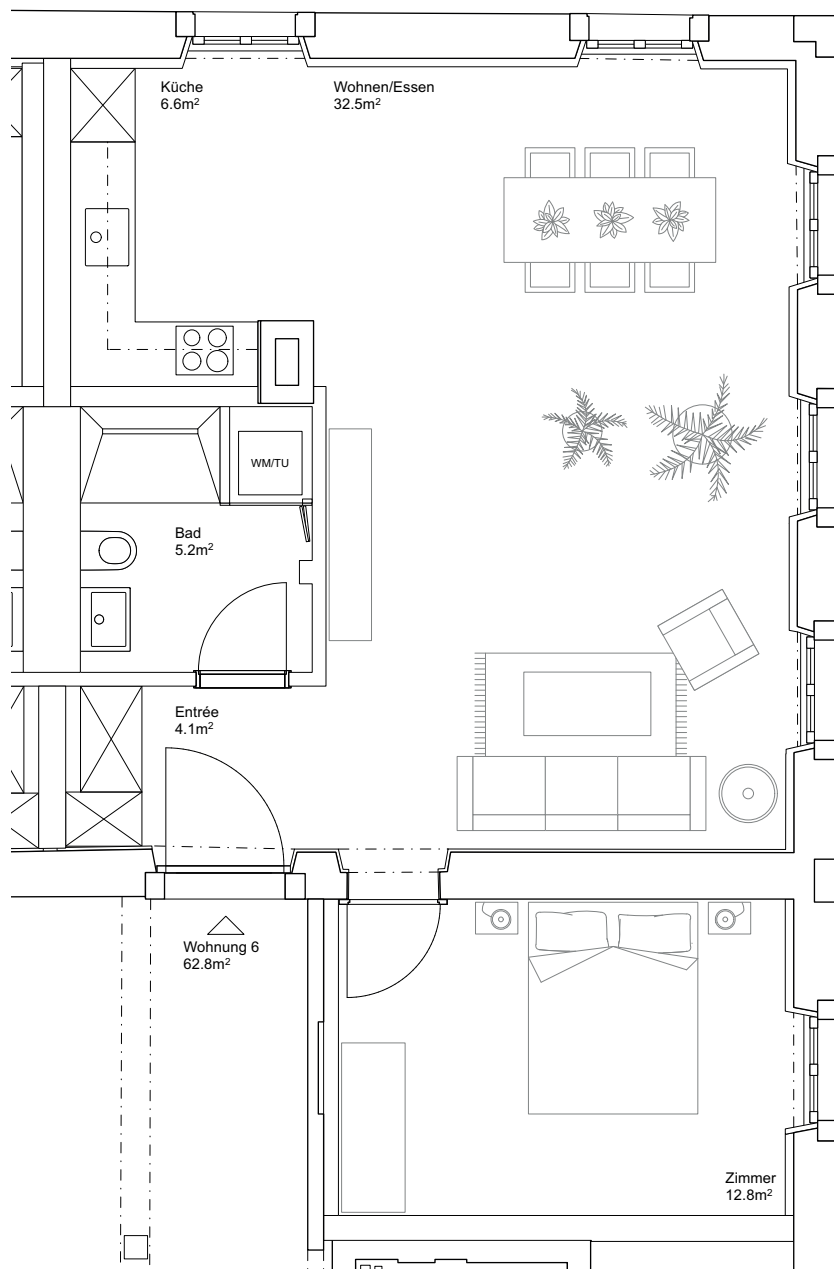 Küche
6.6m²
Wohnen/Essen
32.5m²
WM/TU
Bad
5.2m²
Entrée
4.1m²
Wohnung 6
62.8m²
Zimmer
12.8m²